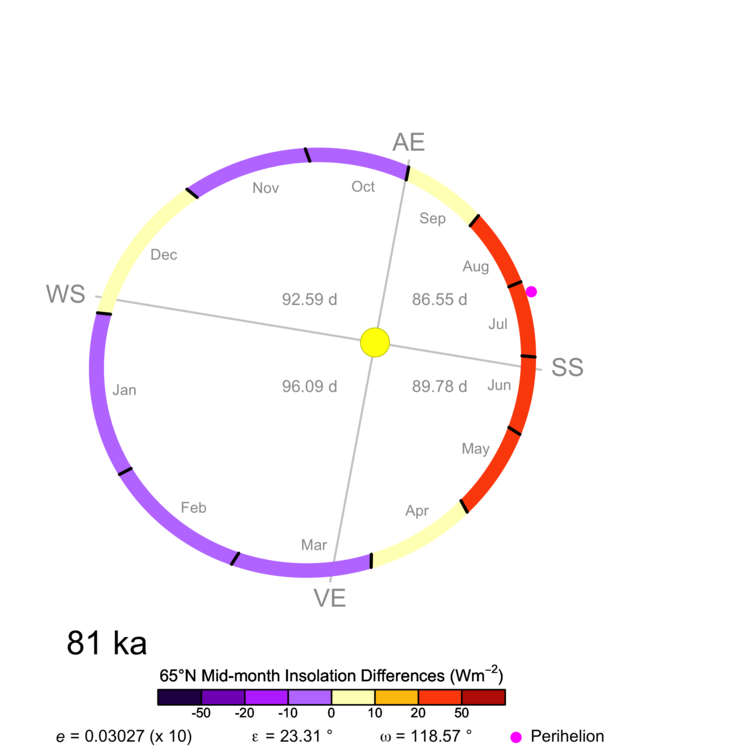 AE
Nov
Oct
Sep
Dec
Aug
WS
92.59 d
86.55 d
Jul
SS
96.09 d
89.78 d
Jun
Jan
May
Feb
Apr
Mar
VE
81 ka
65°N Mid-month Insolation Differences (Wm⁻²)
-50 -20 -10 0 10 20 50
e = 0.03027 (x 10) ε = 23.31 ° ω = 118.57 ° Perihelion